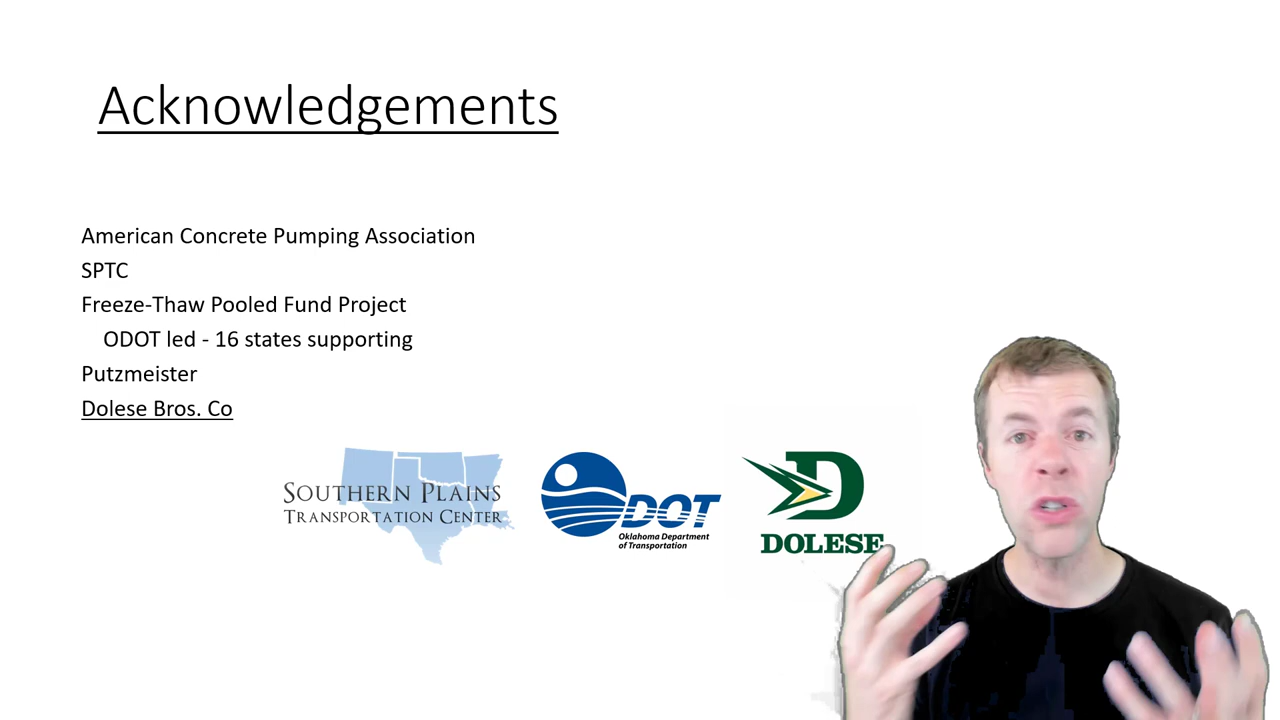 Acknowledgements
American Concrete Pumping Association
SPTC
Freeze-Thaw Pooled Fund Project
ODOT led - 16 states supporting
Putzmeister
Dolese Bros. Co
SOUTHERN PLAINS
TRANSPORTATION CENTER
DOT
Oklahoma Department
of Transportation
D
DOLESE